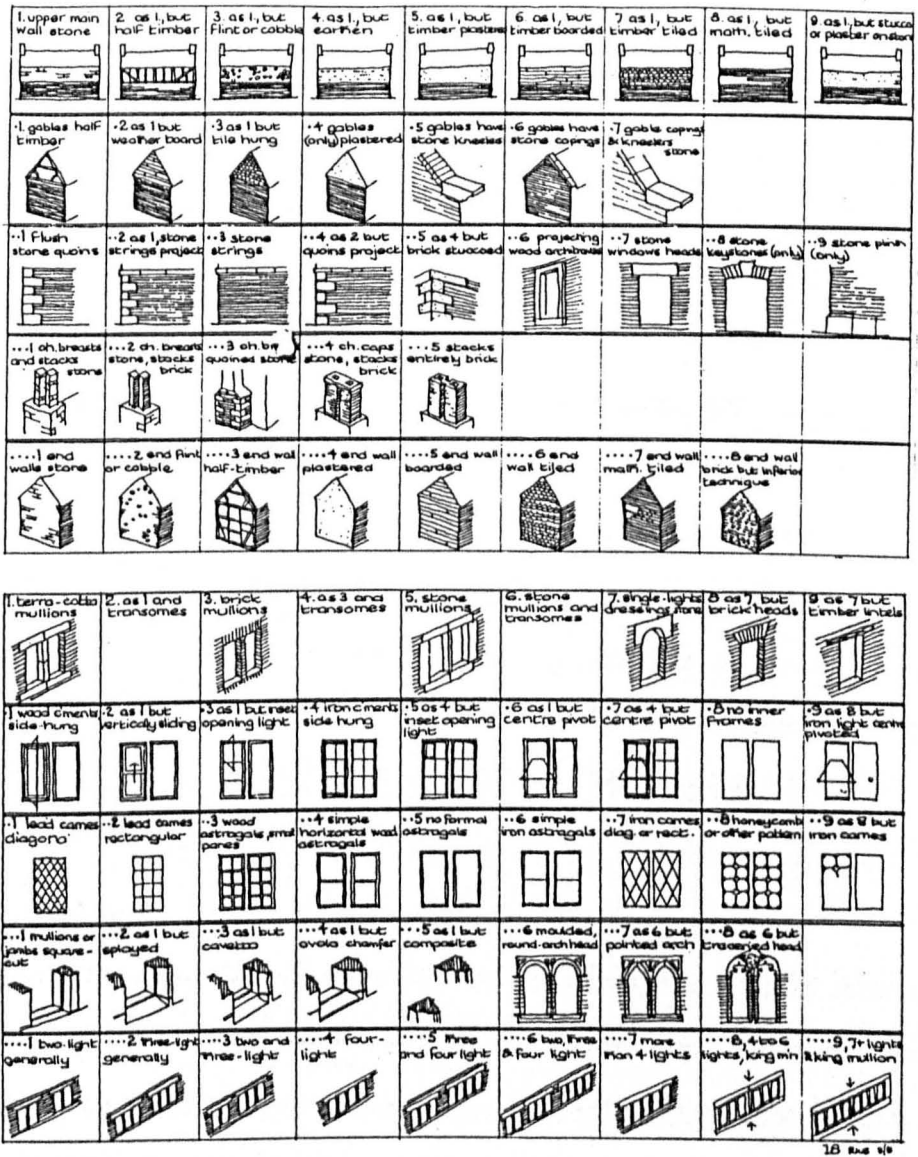 1. upper main
wall stone
2 as 1, but
half timber
3. as 1, but
flint or cobble
4. as 1, but
earthen
5. as 1, but
timber plastered
6. as 1, but
timber boarded
7 as 1, but
timber tiled
8. as 1, but
math. tiled
9. as 1, but stucco
or plaster on stone
.1. gables half
timber
.2 as 1 but
weather board
.3 as 1 but
tile hung
.4 gables
(only) plastered
.5 gables have
stone kneelers
.6 gables have
stone copings
.7 gable copings
& kneelers
stone
..1 flush
stone quoins
..2 as 1, stone
strings project
..3 stone
strings
..4 as 2 but
quoins project
..5 as 4 but
brick stuccoed
..6 projecting
wood architraves
..7 stone
windows heads
..8 stone
keystones (only)
..9 stone plinth
(only)
...1 ch. breasts
and stacks
stone
...2 ch. breasts
stone, stacks
brick
...3 ch. br
quoined stone
...4 ch. caps
stone, stacks
brick
...5 stacks
entirely brick
....1 end
walls stone
....2 end flint
or cobble
....3 end wall
half-timber
....4 end wall
plastered
....5 end wall
boarded
....6 end
wall tiled
....7 end wall
math. tiled
....8 end wall
brick but inferior
technique
1. terra-cotta
mullions
2. as 1 and
transomes
3. brick
mullions
4. as 3 and
transomes
5. stone
mullions
6. stone
mullions and
transomes
7. single-lights
dressings stone
8 as 7, but
brick heads
9 as 7 but
timber lintels
.1 wood c'ments
side-hung
.2 as 1 but
verticaly sliding
.3 as 1 but inset
opening light
.4 iron c'ments
side hung
.5 as 4 but
inset opening
light
.6 as 1 but
centre pivot
.7 as 4 but
centre pivot
.8 no inner
frames
.9 as 8 but
iron light centre
pivoted
..1 lead cames
diagonal
..2 lead cames
rectangular
..3 wood
astragals, small
panes
..4 simple
horizontal wood
astragals
..5 no formal
astragals
..6 simple
iron astragals
..7 iron cames
diag. or rect.
..8 honeycomb
or other pattern
..9 as 8 but
iron cames
...1 mullions or
jambs square-
cut
...2 as 1 but
splayed
...3 as 1 but
cavetto
...4 as 1 but
ovolo chamfer
...5 as 1 but
composite
...6 moulded,
round-arch head
...7 as 6 but
pointed arch
...8 as 6 but
traceried head
....1 two-light
generally
....2 three-light
generally
....3 two and
three-light
....4 four-
light
....5 three
and four light
....6 two, three
& four light
....7 more
than 4 lights
....8, 4 to 6
lights, king m'n
....9, 7+ lights
& king mullion
18